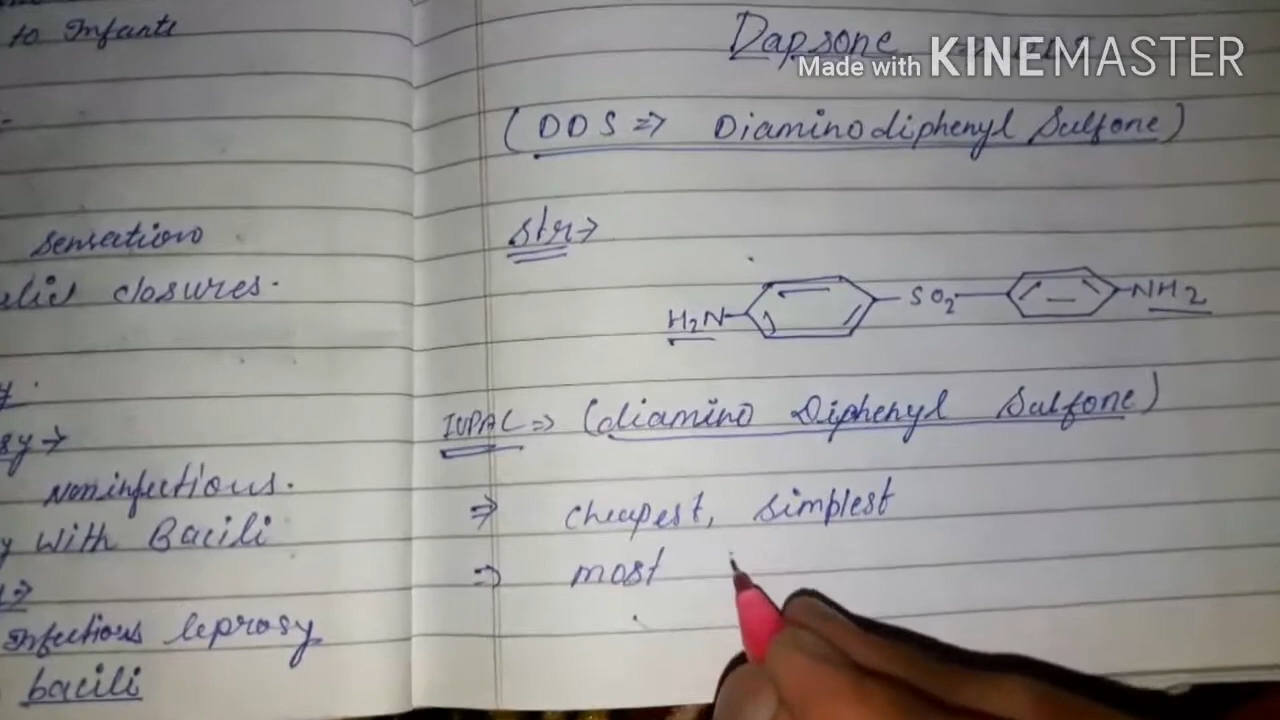 to Infants
Dapsone
Made with KINEMASTER
(DDS => Diaminodiphenyl Sulfone)
sensation
str->
closures.
H2N SO2 NH2
IUPAC => (diamino Diphenyl Sulfone)
Noninfectious.
=> cheapest, simplest
With Bacili
=> most
Infectious leprosy
bacili